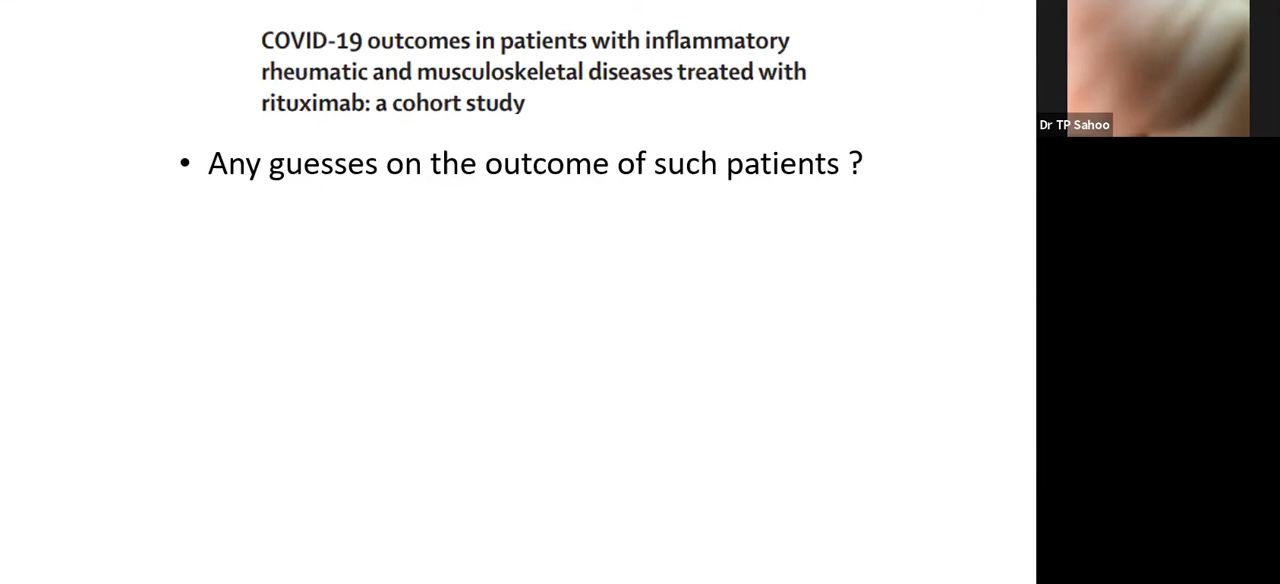 COVID-19 outcomes in patients with inflammatory
rheumatic and musculoskeletal diseases treated with
rituximab: a cohort study
• Any guesses on the outcome of such patients ?
Dr TP Sahoo